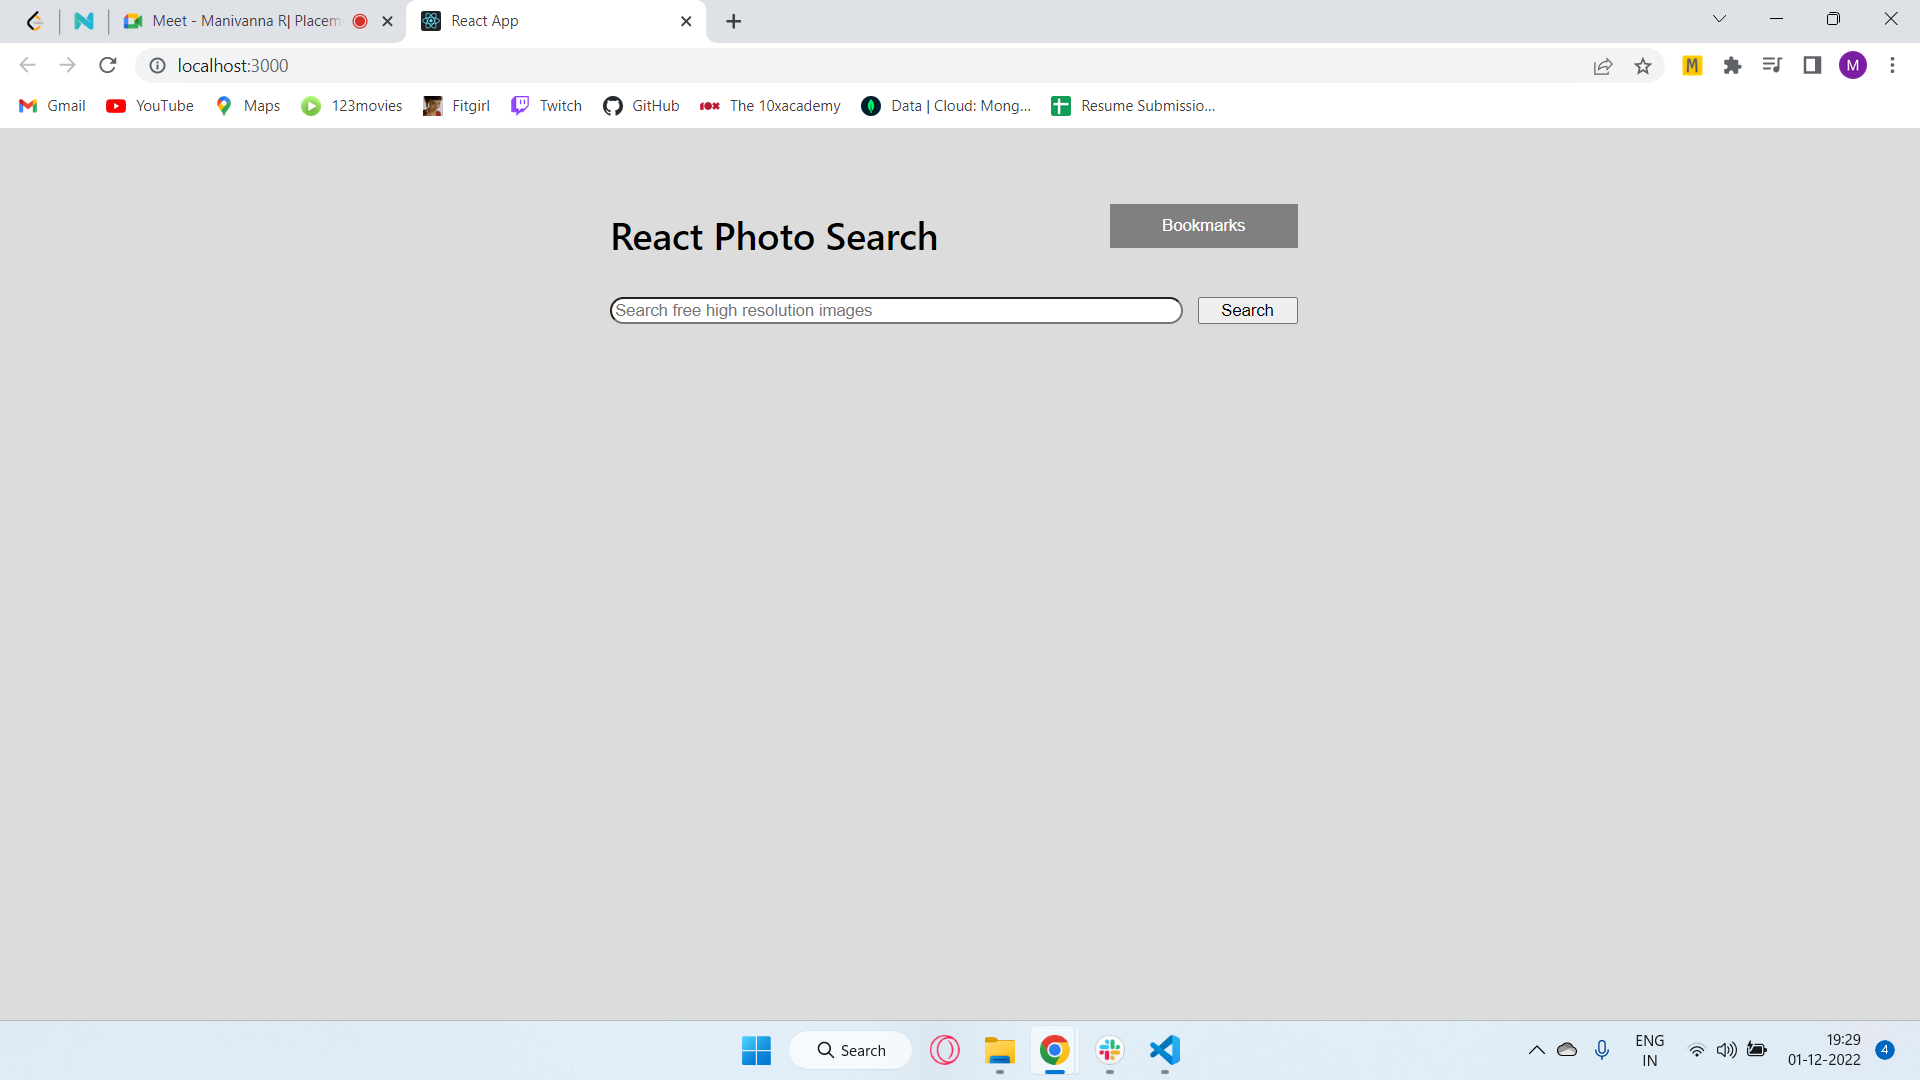 Meet - Manivanna R| Placem
React App
localhost:3000
M
M
Gmail
YouTube
Maps
123movies
Fitgirl
Twitch
GitHub
The 10xacademy
Data | Cloud: Mong...
Resume Submissio...
React Photo Search
Bookmarks
Search free high resolution images
Search
Search
ENG
IN
19:29
01-12-2022
4